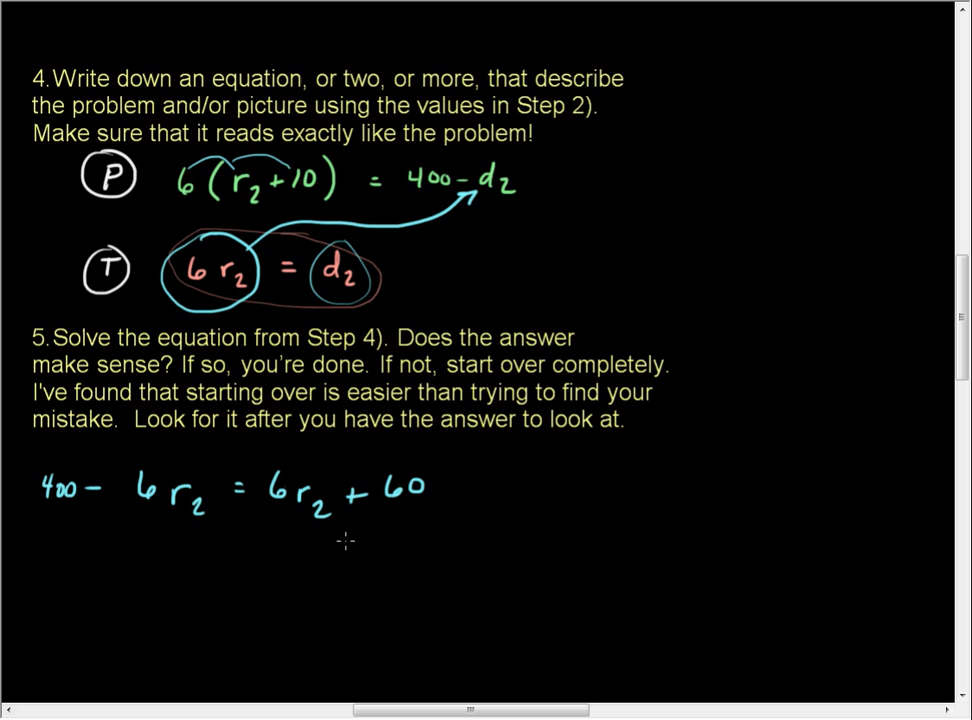 4. Write down an equation, or two, or more, that describe
the problem and/or picture using the values in Step 2).
Make sure that it reads exactly like the problem!
P 6(r₂+10) = 400-d₂
T 6r₂ = d₂
5. Solve the equation from Step 4). Does the answer
make sense? If so, you're done. If not, start over completely.
I've found that starting over is easier than trying to find your
mistake. Look for it after you have the answer to look at.
400 - 6r₂ = 6r₂ + 60